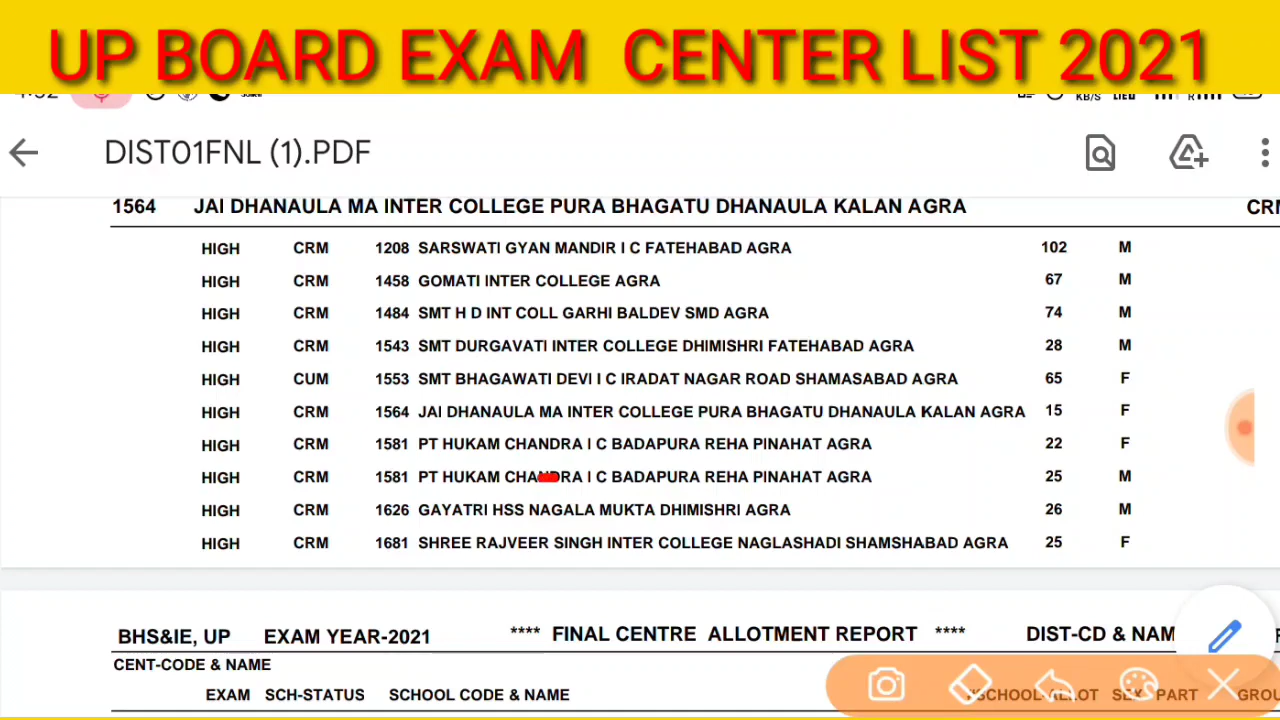 UP BOARD EXAM CENTER LIST 2021
KB/S
DIST01FNL (1).PDF
1564 JAI DHANAULA MA INTER COLLEGE PURA BHAGATU DHANAULA KALAN AGRA
HIGH CRM 1208 SARSWATI GYAN MANDIR I C FATEHABAD AGRA 102 M
HIGH CRM 1458 GOMATI INTER COLLEGE AGRA 67 M
HIGH CRM 1484 SMT H D INT COLL GARHI BALDEV SMD AGRA 74 M
HIGH CRM 1543 SMT DURGAVATI INTER COLLEGE DHIMISHRI FATEHABAD AGRA 28 M
HIGH CUM 1553 SMT BHAGAWATI DEVI I C IRADAT NAGAR ROAD SHAMASABAD AGRA 65 F
HIGH CRM 1564 JAI DHANAULA MA INTER COLLEGE PURA BHAGATU DHANAULA KALAN AGRA 15 F
HIGH CRM 1581 PT HUKAM CHANDRA I C BADAPURA REHA PINAHAT AGRA 22 F
HIGH CRM 1581 PT HUKAM CHANDRA I C BADAPURA REHA PINAHAT AGRA 25 M
HIGH CRM 1626 GAYATRI HSS NAGALA MUKTA DHIMISHRI AGRA 26 M
HIGH CRM 1681 SHREE RAJVEER SINGH INTER COLLEGE NAGLASHADI SHAMSHABAD AGRA 25 F
BHS&IE, UP EXAM YEAR-2021 **** FINAL CENTRE ALLOTMENT REPORT **** DIST-CD & NAM
CENT-CODE & NAME
EXAM SCH-STATUS SCHOOL CODE & NAME #SCHOOL ALLOT SEX PART GROU